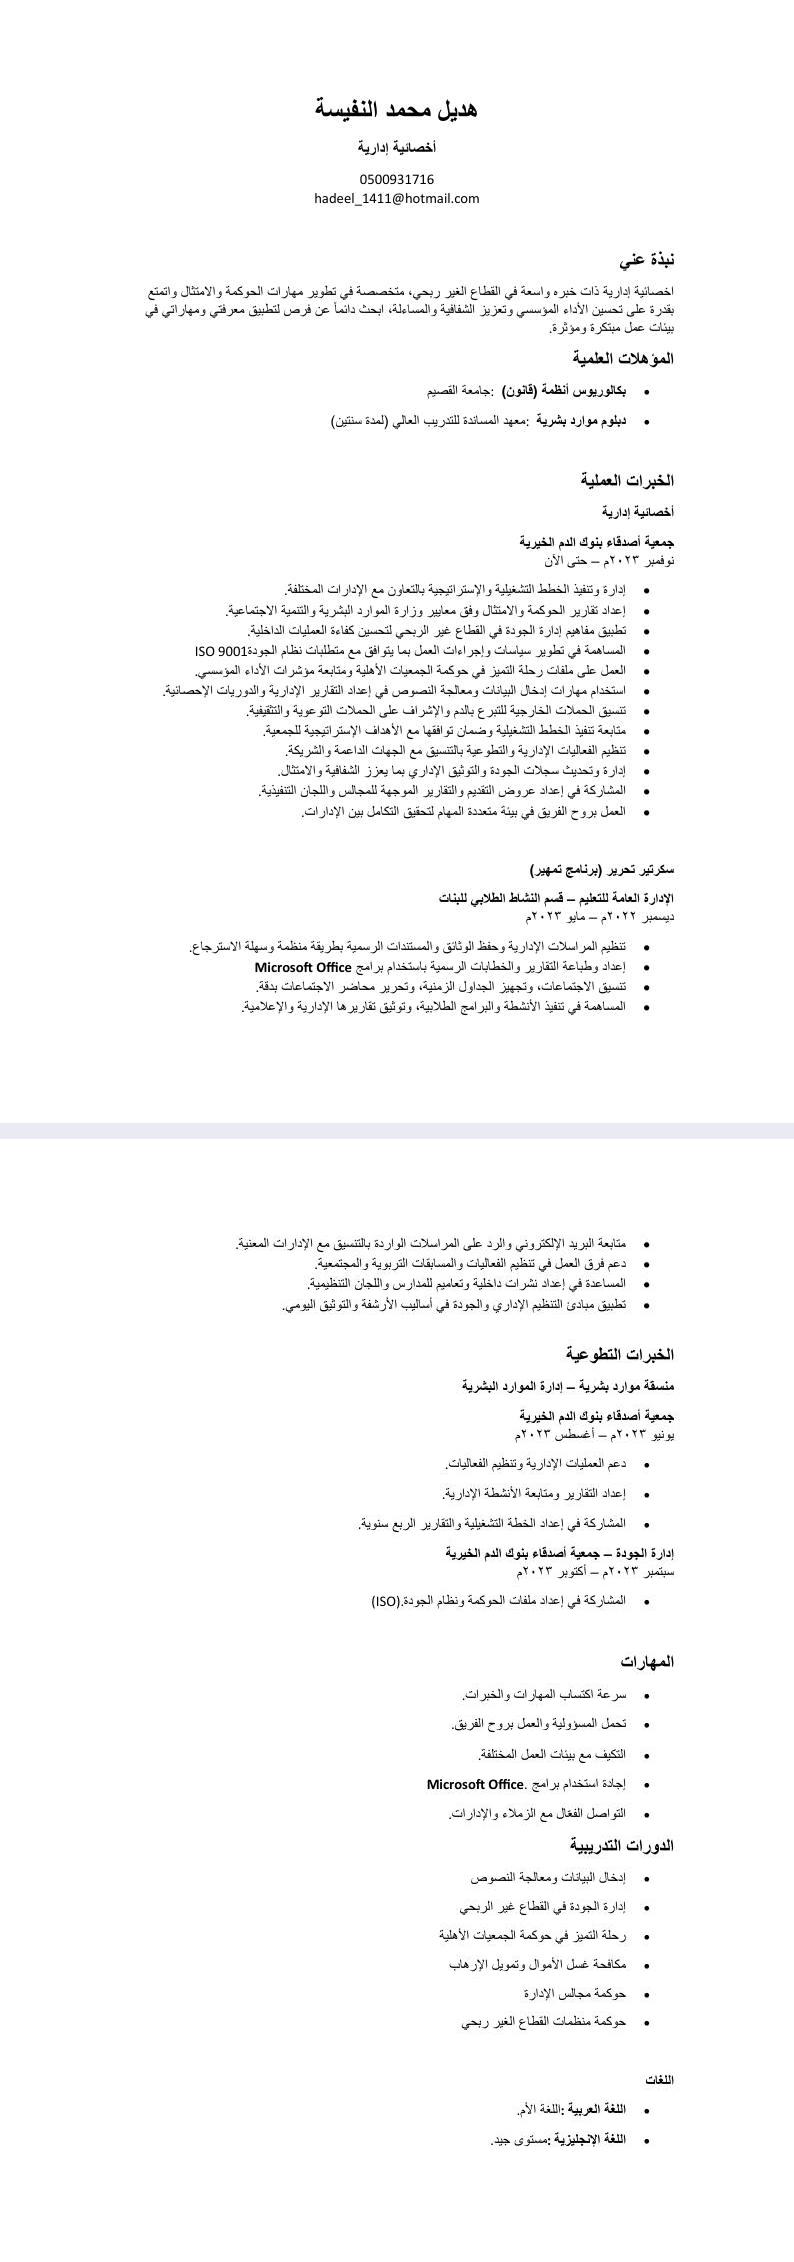 هديل محمد النفيسة
أخصائية إدارية
0500931716
hadeel_1411@hotmail.com
نبذة عني
اخصائية إدارية ذات خبره واسعة في القطاع الغير ربحي، متخصصة في تطوير مهارات الحوكمة والامتثال واتمتع
بقدرة على تحسين الأداء المؤسسي وتعزيز الشفافية والمساءلة، ابحث دائماً عن فرص لتطبيق معرفتي ومهاراتي في
بيئات عمل مبتكرة ومؤثرة.
المؤهلات العلمية
• بكالوريوس أنظمة (قانون) :جامعة القصيم
• دبلوم موارد بشرية :معهد المساندة للتدريب العالي (لمدة سنتين)
الخبرات العملية
أخصائية إدارية
جمعية أصدقاء بنوك الدم الخيرية
نوفمبر ٢٠٢٣م – حتى الآن
• إدارة وتنفيذ الخطط التشغيلية والإستراتيجية بالتعاون مع الإدارات المختلفة.
• إعداد تقارير الحوكمة والامتثال وفق معايير وزارة الموارد البشرية والتنمية الاجتماعية.
• تطبيق مفاهيم إدارة الجودة في القطاع غير الربحي لتحسين كفاءة العمليات الداخلية.
• المساهمة في تطوير سياسات وإجراءات العمل بما يتوافق مع متطلبات نظام الجودةISO 9001
• العمل على ملفات رحلة التميز في حوكمة الجمعيات الأهلية ومتابعة مؤشرات الأداء المؤسسي.
• استخدام مهارات إدخال البيانات ومعالجة النصوص في إعداد التقارير الإدارية والدوريات الإحصائية.
• تنسيق الحملات الخارجية للتبرع بالدم والإشراف على الحملات التوعوية والتثقيفية.
• متابعة تنفيذ الخطط التشغيلية وضمان توافقها مع الأهداف الإستراتيجية للجمعية.
• تنظيم الفعاليات الإدارية والتطوعية بالتنسيق مع الجهات الداعمة والشريكة.
• إدارة وتحديث سجلات الجودة والتوثيق الإداري بما يعزز الشفافية والامتثال.
• المشاركة في إعداد عروض التقديم والتقارير الموجهة للمجالس واللجان التنفيذية.
• العمل بروح الفريق في بيئة متعددة المهام لتحقيق التكامل بين الإدارات.
سكرتير تحرير (برنامج تمهير)
الإدارة العامة للتعليم – قسم النشاط الطلابي للبنات
ديسمبر ٢٠٢٢م – مايو ٢٠٢٣م
• تنظيم المراسلات الإدارية وحفظ الوثائق والمستندات الرسمية بطريقة منظمة وسهلة الاسترجاع.
• إعداد وطباعة التقارير والخطابات الرسمية باستخدام برامج Microsoft Office
• تنسيق الاجتماعات، وتجهيز الجداول الزمنية، وتحرير محاضر الاجتماعات بدقة.
• المساهمة في تنفيذ الأنشطة والبرامج الطلابية، وتوثيق تقاريرها الإدارية والإعلامية.
• متابعة البريد الإلكتروني والرد على المراسلات الواردة بالتنسيق مع الإدارات المعنية.
• دعم فرق العمل في تنظيم الفعاليات والمسابقات التربوية والمجتمعية.
• المساعدة في إعداد نشرات داخلية وتعاميم للمدارس واللجان التنظيمية.
• تطبيق مبادئ التنظيم الإداري والجودة في أساليب الأرشفة والتوثيق اليومي.
الخبرات التطوعية
منسقة موارد بشرية – إدارة الموارد البشرية
جمعية أصدقاء بنوك الدم الخيرية
يونيو ٢٠٢٣م – أغسطس ٢٠٢٣م
• دعم العمليات الإدارية وتنظيم الفعاليات.
• إعداد التقارير ومتابعة الأنشطة الإدارية.
• المشاركة في إعداد الخطة التشغيلية والتقارير الربع سنوية.
إدارة الجودة – جمعية أصدقاء بنوك الدم الخيرية
سبتمبر ٢٠٢٣م – أكتوبر ٢٠٢٣م
• المشاركة في إعداد ملفات الحوكمة ونظام الجودة.(ISO)
المهارات
• سرعة اكتساب المهارات والخبرات.
• تحمل المسؤولية والعمل بروح الفريق.
• التكيف مع بيئات العمل المختلفة.
• إجادة استخدام برامج .Microsoft Office
• التواصل الفعّال مع الزملاء والإدارات.
الدورات التدريبية
• إدخال البيانات ومعالجة النصوص
• إدارة الجودة في القطاع غير الربحي
• رحلة التميز في حوكمة الجمعيات الأهلية
• مكافحة غسل الأموال وتمويل الإرهاب
• حوكمة مجالس الإدارة
• حوكمة منظمات القطاع الغير ربحي
اللغات
• اللغة العربية :اللغة الأم.
• اللغة الإنجليزية :مستوى جيد.